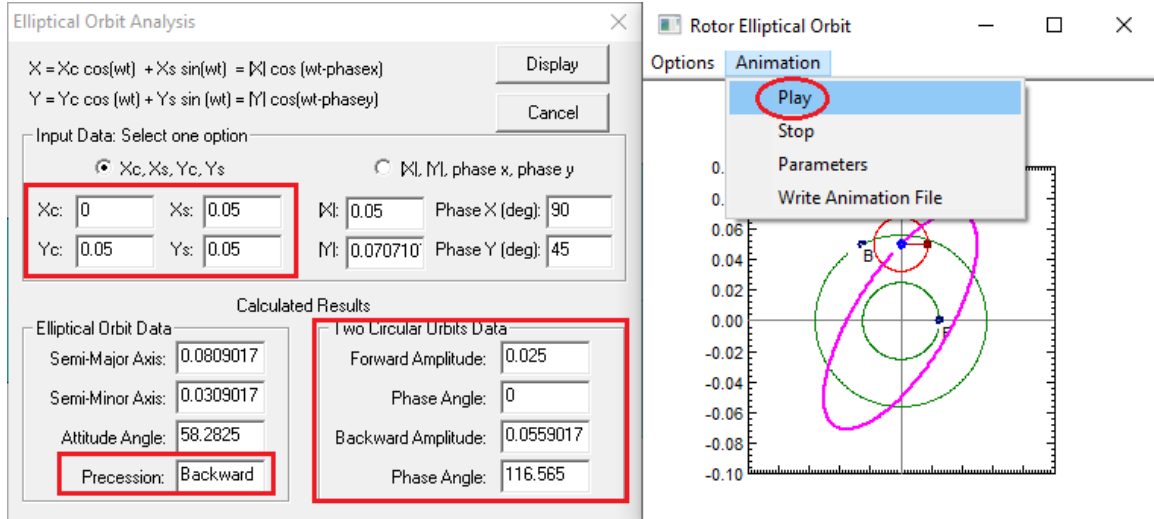 Elliptical Orbit Analysis
X = Xc cos(wt) + Xs sin(wt) = |X| cos (wt-phasex)
Y = Yc cos (wt) + Ys sin (wt) = |Y| cos(wt-phasey)
Display
Cancel
Input Data: Select one option
Xc, Xs, Yc, Ys
|X|, |Y|, phase x, phase y
Xc: 0 Xs: 0.05 |X|: 0.05 Phase X (deg): 90
Yc: 0.05 Ys: 0.05 |Y|: 0.070710 Phase Y (deg): 45
Calculated Results
Elliptical Orbit Data
Semi-Major Axis: 0.0809017
Semi-Minor Axis: 0.0309017
Attitude Angle: 58.2825
Precession: Backward
Two Circular Orbits Data
Forward Amplitude: 0.025
Phase Angle: 0
Backward Amplitude: 0.0559017
Phase Angle: 116.565
Rotor Elliptical Orbit
Options Animation
Play
Stop
Parameters
Write Animation File
0.
0.
0.06
0.04
0.02
0.00
-0.02
-0.04
-0.06
-0.08
-0.10
B